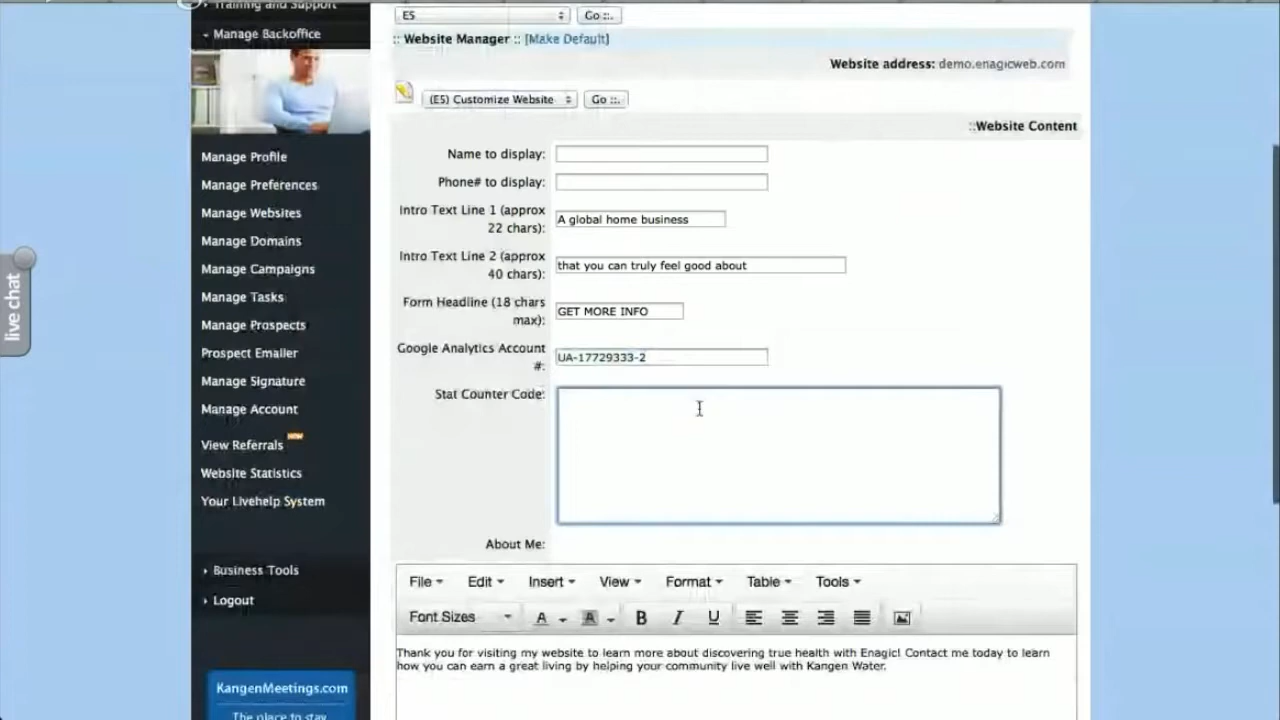 Training and Support
Manage Backoffice
Manage Profile
Manage Preferences
Manage Websites
Manage Domains
Manage Campaigns
Manage Tasks
Manage Prospects
Prospect Emailer
Manage Signature
Manage Account
View Referrals NEW
Website Statistics
Your Livehelp System
Business Tools
Logout
KangenMeetings.com
The place to stay
live chat
E5 Go ::.
:: Website Manager :: [Make Default]
Website address: demo.enagicweb.com
(E5) Customize Website Go ::.
::Website Content
Name to display:
Phone# to display:
Intro Text Line 1 (approx
22 chars):
A global home business
Intro Text Line 2 (approx
40 chars):
that you can truly feel good about
Form Headline (18 chars
max):
GET MORE INFO
Google Analytics Account
#:
UA-17729333-2
Stat Counter Code:
About Me:
File Edit Insert View Format Table Tools
Font Sizes A A B I U
Thank you for visiting my website to learn more about discovering true health with Enagic! Contact me today to learn
how you can earn a great living by helping your community live well with Kangen Water.